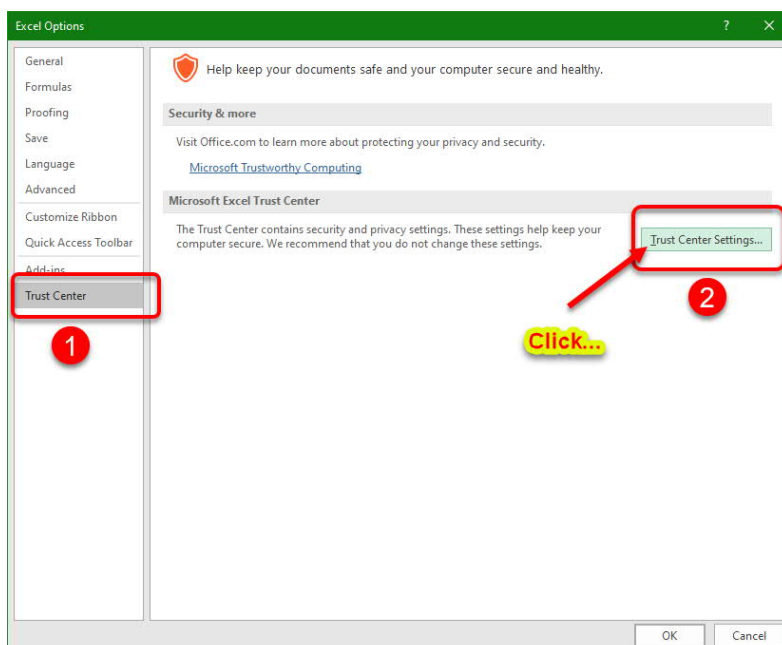 Excel Options
?
×
General
Formulas
Proofing
Save
Language
Advanced
Customize Ribbon
Quick Access Toolbar
Add-ins
Trust Center
1
Help keep your documents safe and your computer secure and healthy.
Security & more
Visit Office.com to learn more about protecting your privacy and security.
Microsoft Trustworthy Computing
Microsoft Excel Trust Center
The Trust Center contains security and privacy settings. These settings help keep your
computer secure. We recommend that you do not change these settings.
Trust Center Settings...
2
Click...
OK
Cancel